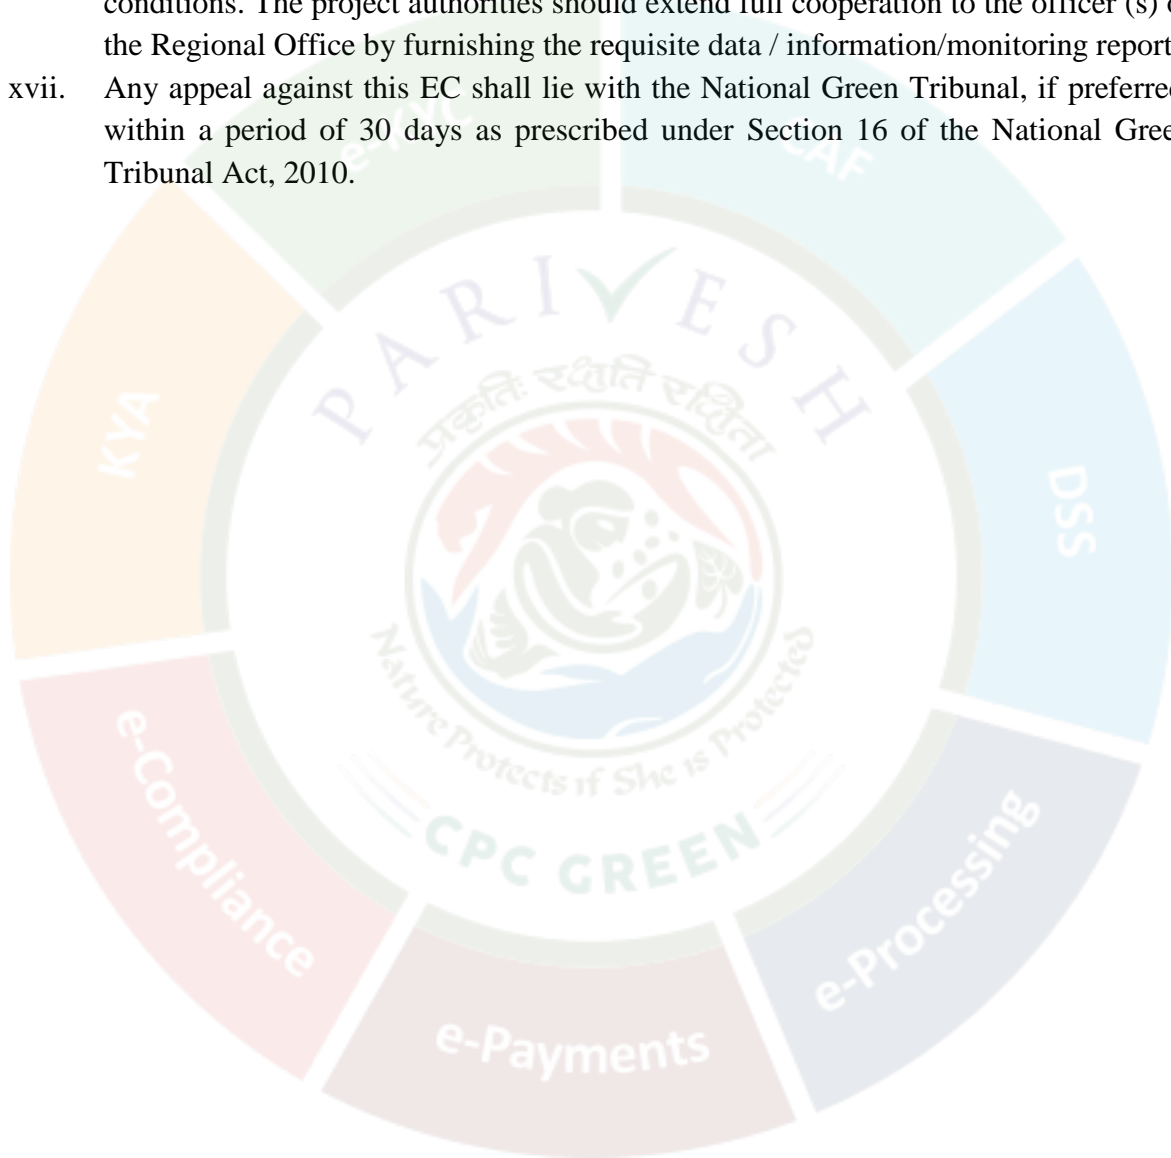 conditions. The project authorities should extend full cooperation to the officer (s) o
the Regional Office by furnishing the requisite data / information/monitoring report
xvii. Any appeal against this EC shall lie with the National Green Tribunal, if preferred
within a period of 30 days as prescribed under Section 16 of the National Gree
Tribunal Act, 2010.
e-KYC
CAF
PARIVESH
प्रकृतिः रक्षति रक्षिता
KYA
DSS
Nature Protects if She is Protected
e-Compliance
CPC GREEN
e-Processing
e-Payments